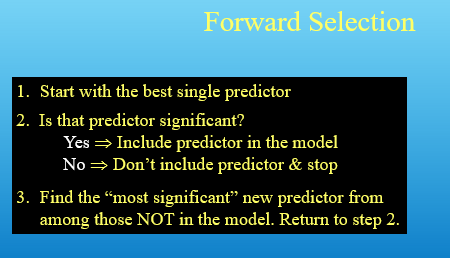 Forward Selection
1. Start with the best single predictor
2. Is that predictor significant?
Yes ⇒ Include predictor in the model
No ⇒ Don't include predictor & stop
3. Find the “most significant” new predictor from
among those NOT in the model. Return to step 2.